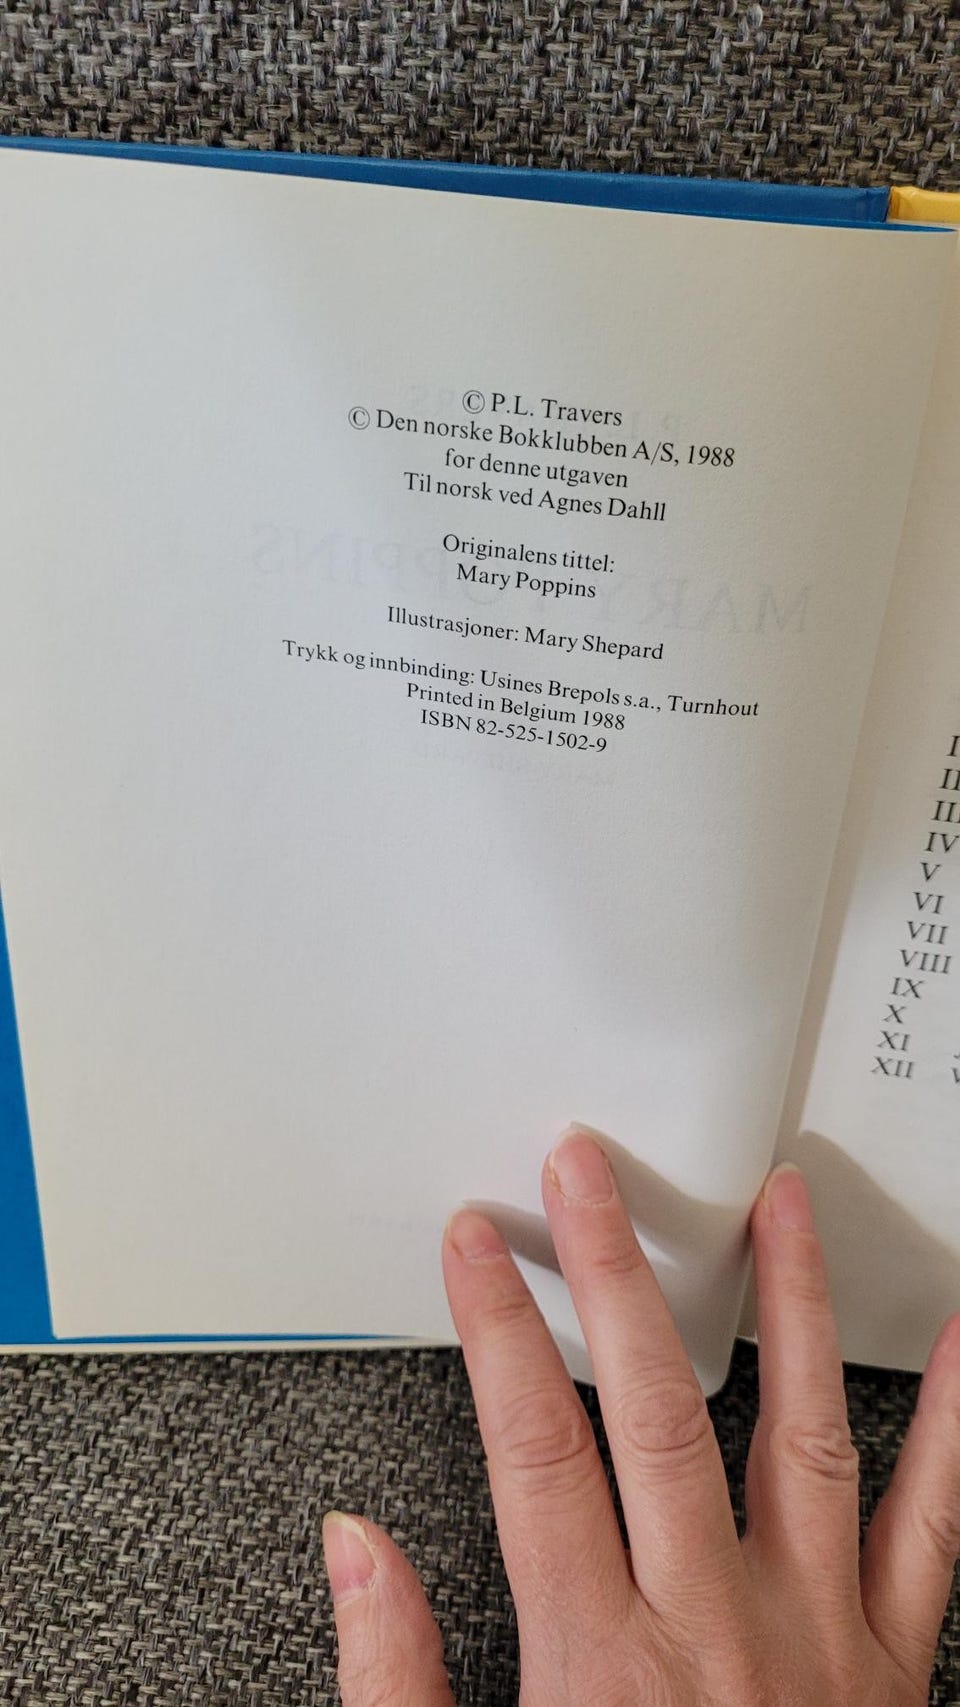 © P.L. Travers
© Den norske Bokklubben A/S, 1988
for denne utgaven
Til norsk ved Agnes Dahll
Originalens tittel:
Mary Poppins
Illustrasjoner: Mary Shepard
Trykk og innbinding: Usines Brepols s.a., Turnhout
Printed in Belgium 1988
ISBN 82-525-1502-9
I
II
III
IV
V
VI
VII
VIII
IX
X
XI
XII